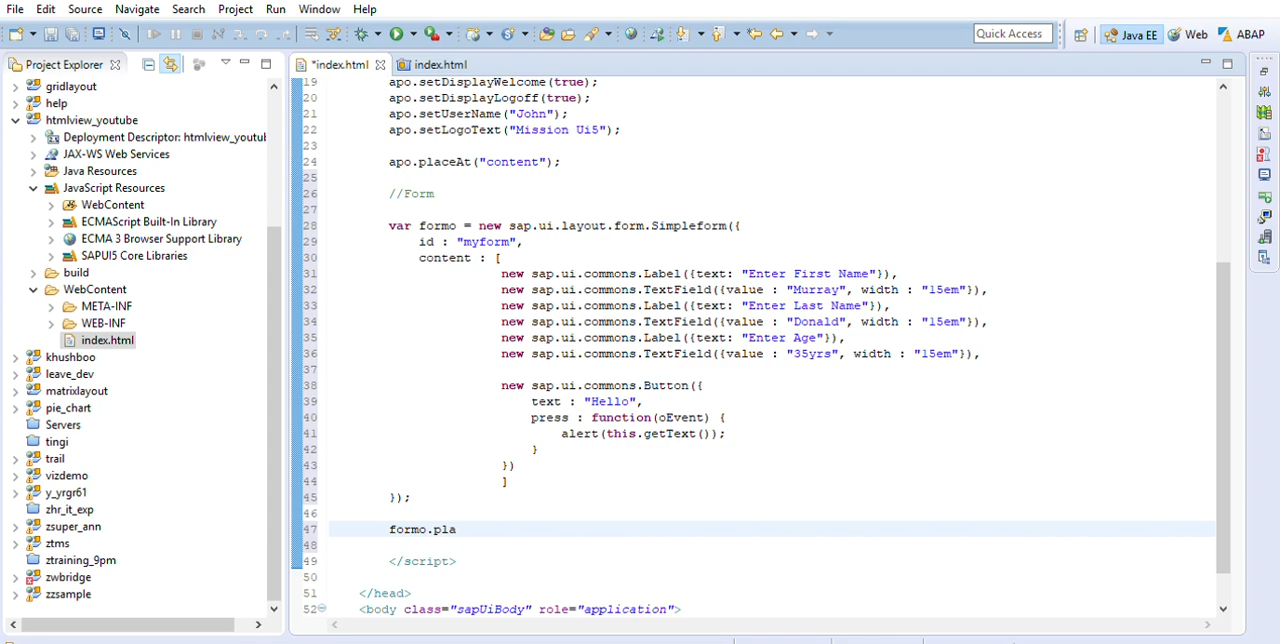 File Edit Source Navigate Search Project Run Window Help
Quick Access Java EE Web ABAP
Project Explorer
*index.html index.html
gridlayout
help
htmlview_youtube
Deployment Descriptor: htmlview_youtub
JAX-WS Web Services
Java Resources
JavaScript Resources
WebContent
ECMAScript Built-In Library
ECMA 3 Browser Support Library
SAPUI5 Core Libraries
build
WebContent
META-INF
WEB-INF
index.html
khushboo
leave_dev
matrixlayout
pie_chart
Servers
tingi
trail
vizdemo
y_yrgr61
zhr_it_exp
zsuper_ann
ztms
ztraining_9pm
zwbridge
zzsample
19 apo.setDisplayWelcome(true);
20 apo.setDisplayLogoff(true);
21 apo.setUserName("John");
22 apo.setLogoText("Mission Ui5");
23
24 apo.placeAt("content");
25
26 //Form
27
28 var formo = new sap.ui.layout.form.Simpleform({
29 id : "myform",
30 content : [
31 new sap.ui.commons.Label({text: "Enter First Name"}),
32 new sap.ui.commons.TextField({value : "Murray", width : "15em"}),
33 new sap.ui.commons.Label({text: "Enter Last Name"}),
34 new sap.ui.commons.TextField({value : "Donald", width : "15em"}),
35 new sap.ui.commons.Label({text: "Enter Age"}),
36 new sap.ui.commons.TextField({value : "35yrs", width : "15em"}),
37
38 new sap.ui.commons.Button({
39 text : "Hello",
40 press : function(oEvent) {
41 alert(this.getText());
42 }
43 })
44 ]
45 });
46
47 formo.pla
48
49 </script>
50
51 </head>
52 <body class="sapUiBody" role="application">